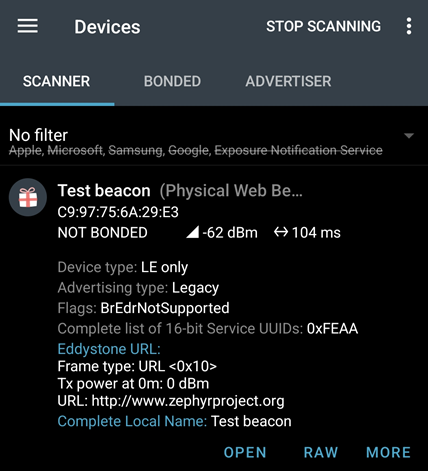 Devices
STOP SCANNING
SCANNER
BONDED
ADVERTISER
No filter
Apple, Microsoft, Samsung, Google, Exposure Notification Service
Test beacon (Physical Web Be…
C9:97:75:6A:29:E3
NOT BONDED -62 dBm 104 ms
Device type: LE only
Advertising type: Legacy
Flags: BrEdrNotSupported
Complete list of 16-bit Service UUIDs: 0xFEAA
Eddystone URL:
Frame type: URL <0x10>
Tx power at 0m: 0 dBm
URL: http://www.zephyrproject.org
Complete Local Name: Test beacon
OPEN RAW MORE